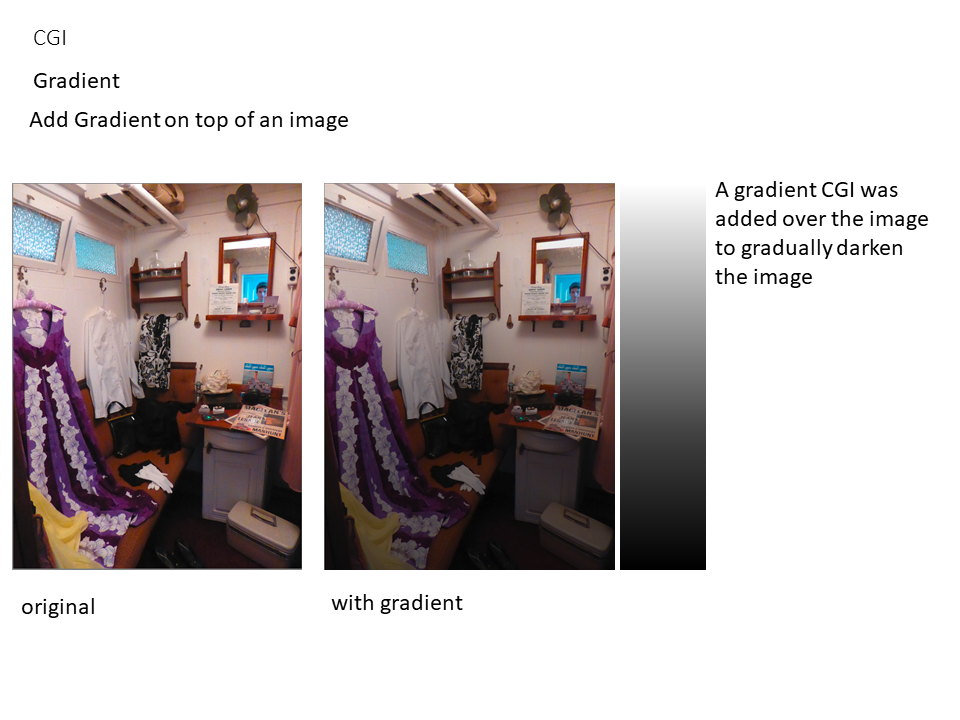 CGI
Gradient
Add Gradient on top of an image
A gradient CGI was
added over the image
to gradually darken
the image
original
with gradient